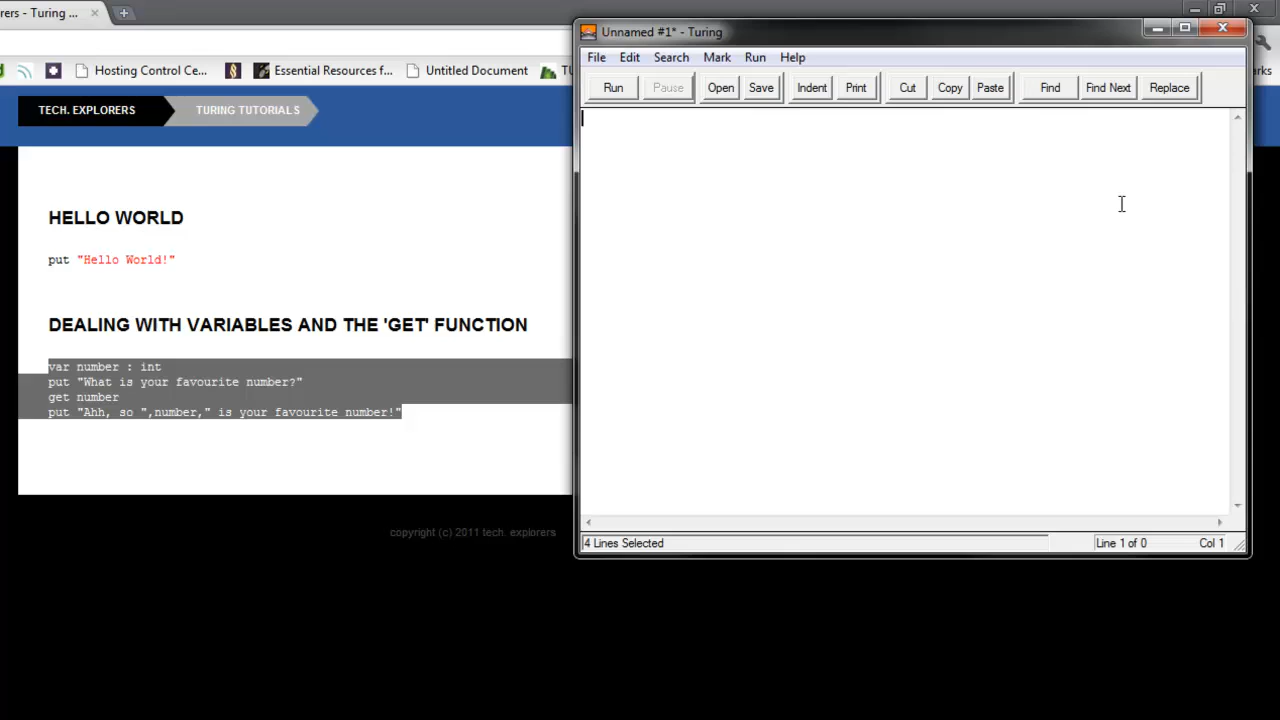 rers - Turing ...
Unnamed #1* - Turing
File Edit Search Mark Run Help
Hosting Control Ce...
Essential Resources f...
Untitled Document
Run Pause Open Save Indent Print Cut Copy Paste Find Find Next Replace
TECH. EXPLORERS
TURING TUTORIALS
HELLO WORLD
put "Hello World!"
DEALING WITH VARIABLES AND THE 'GET' FUNCTION
var number : int
put "What is your favourite number?"
get number
put "Ahh, so ",number," is your favourite number!"
copyright (c) 2011 tech. explorers
4 Lines Selected
Line 1 of 0
Col 1